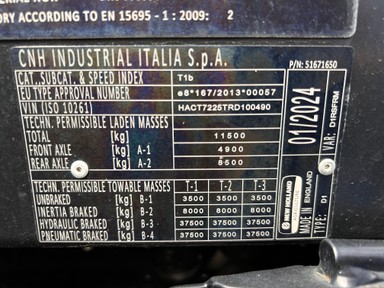 ORY ACCORDING TO EN 15695-1:2009: 2
CNH INDUSTRIAL ITALIA S.p.A.
P/N: 51671650
CAT., SUBCAT. & SPEED INDEX T1b
EU TYPE APPROVAL NUMBER e8*167/2013*00057
VIN (ISO 10261) HACT7225TRD100490
TECHN. PERMISSIBLE LADEN MASSES
TOTAL [kg] 11500
FRONT AXLE [kg] A-1 4900
REAR AXLE [kg] A-2 8500
TECHN. PERMISSIBLE TOWABLE MASSES T-1 T-2 T-3
UNBRAKED [kg] B-1 3500 3500 3500
INERTIA BRAKED [kg] B-2 8000 8000 8000
HYDRAULIC BRAKED [kg] B-3 37500 37500 37500
PNEUMATIC BRAKED [kg] B-4 37500 37500 37500
01/2024
VAR: D1RSFRM
NEW HOLLAND
MADE IN ENGLAND
TYPE: D1